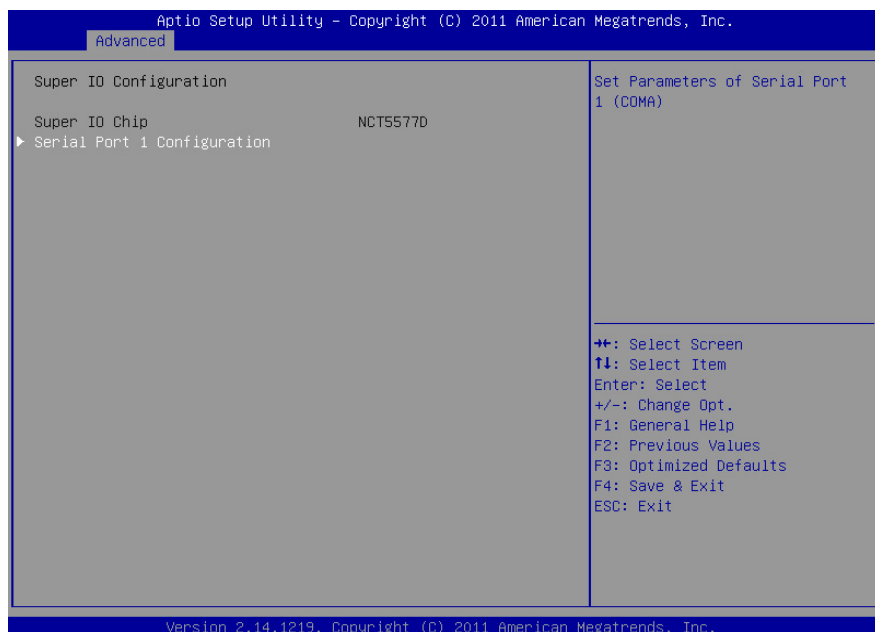 Aptio Setup Utility – Copyright (C) 2011 American Megatrends, Inc.
Advanced
Super IO Configuration
Super IO Chip NCT5577D
Serial Port 1 Configuration
Set Parameters of Serial Port
1 (COMA)
→←: Select Screen
↑↓: Select Item
Enter: Select
+/-: Change Opt.
F1: General Help
F2: Previous Values
F3: Optimized Defaults
F4: Save & Exit
ESC: Exit
Version 2.14.1219. Copyright (C) 2011 American Megatrends, Inc.